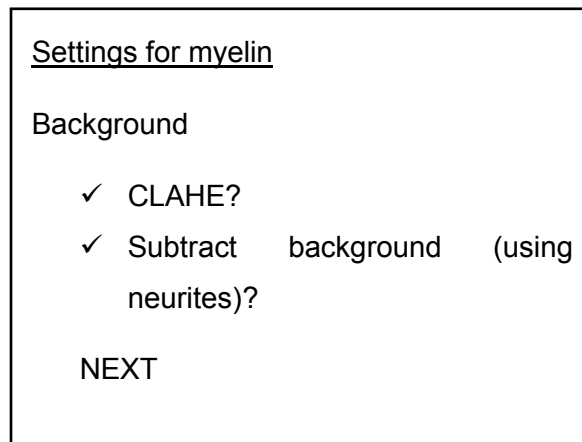 Settings for myelin
Background
✓ CLAHE?
✓ Subtract background (using
neurites)?
NEXT